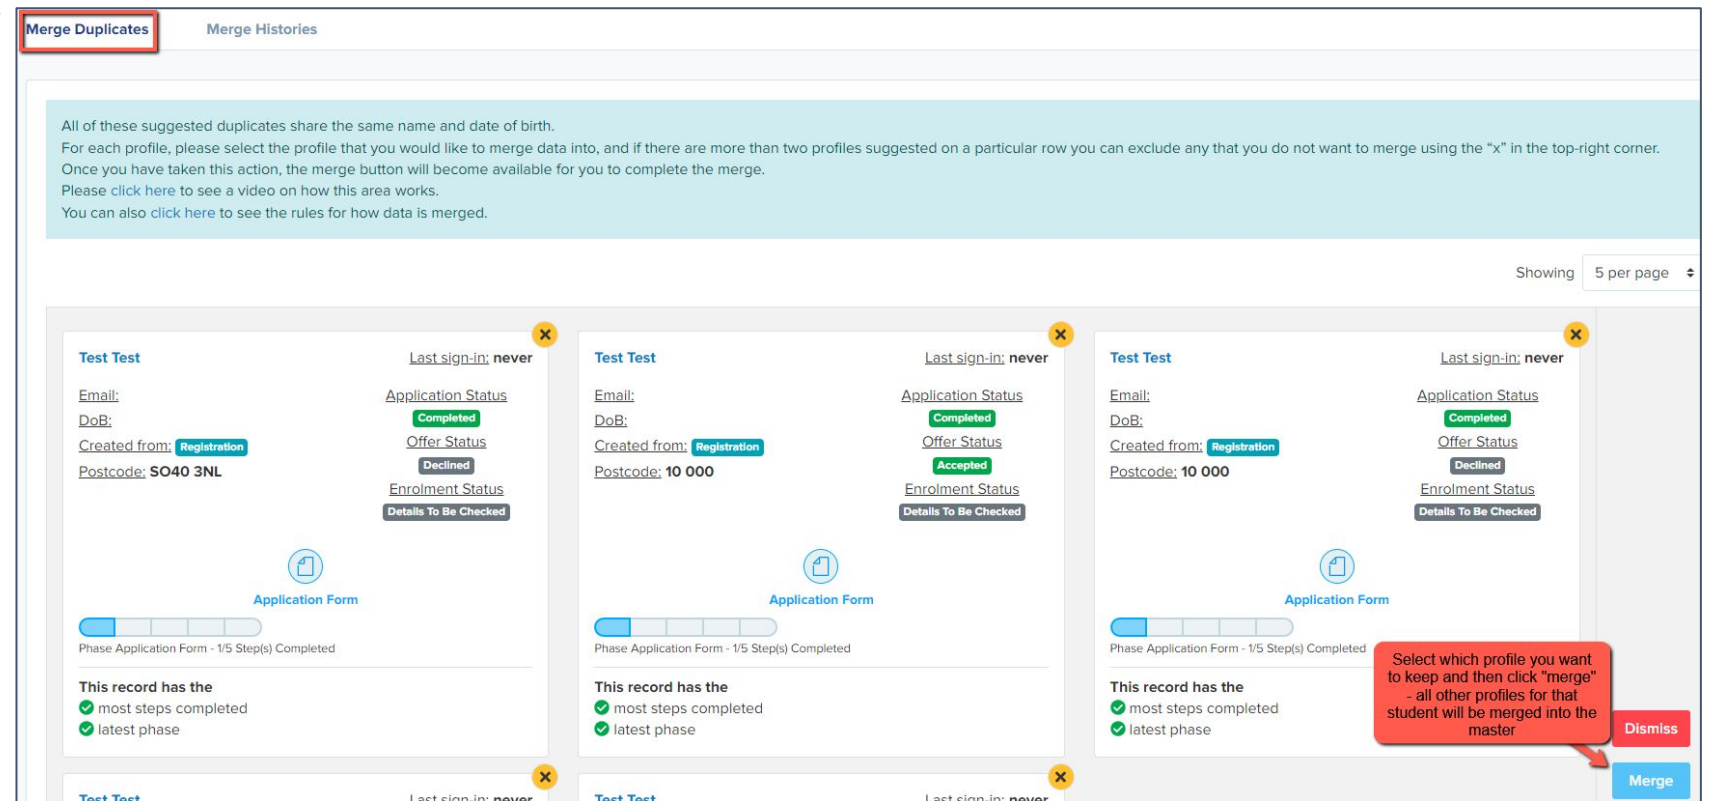 Merge Duplicates Merge Histories
All of these suggested duplicates share the same name and date of birth.
For each profile, please select the profile that you would like to merge data into, and if there are more than two profiles suggested on a particular row you can exclude any that you do not want to merge using the “x” in the top-right corner.
Once you have taken this action, the merge button will become available for you to complete the merge.
Please click here to see a video on how this area works.
You can also click here to see the rules for how data is merged.
Showing 5 per page
Test Test Last sign-in: never
Email: Application Status
DoB: Completed
Created from: Registration Offer Status
Postcode: SO40 3NL Declined
Enrolment Status
Details To Be Checked
Application Form
Phase Application Form - 1/5 Step(s) Completed
This record has the
most steps completed
latest phase
Test Test Last sign-in: never
Email: Application Status
DoB: Completed
Created from: Registration Offer Status
Postcode: 10 000 Accepted
Enrolment Status
Details To Be Checked
Application Form
Phase Application Form - 1/5 Step(s) Completed
This record has the
most steps completed
latest phase
Test Test Last sign-in: never
Email: Application Status
DoB: Completed
Created from: Registration Offer Status
Postcode: 10 000 Declined
Enrolment Status
Details To Be Checked
Application Form
Phase Application Form - 1/5 Step(s) Completed
This record has the
most steps completed
latest phase
Select which profile you want
to keep and then click "merge"
- all other profiles for that
student will be merged into the
master
Dismiss
Merge
Test Test Last sign-in: never
Test Test Last sign-in: never